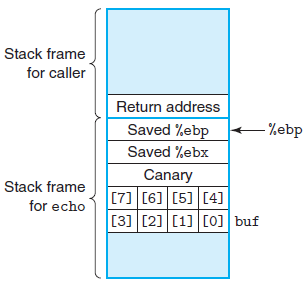 Stack frame
for caller
Return address
Saved %ebp
%ebp
Saved %ebx
Canary
Stack frame
for echo
[7] [6] [5] [4]
[3] [2] [1] [0] buf